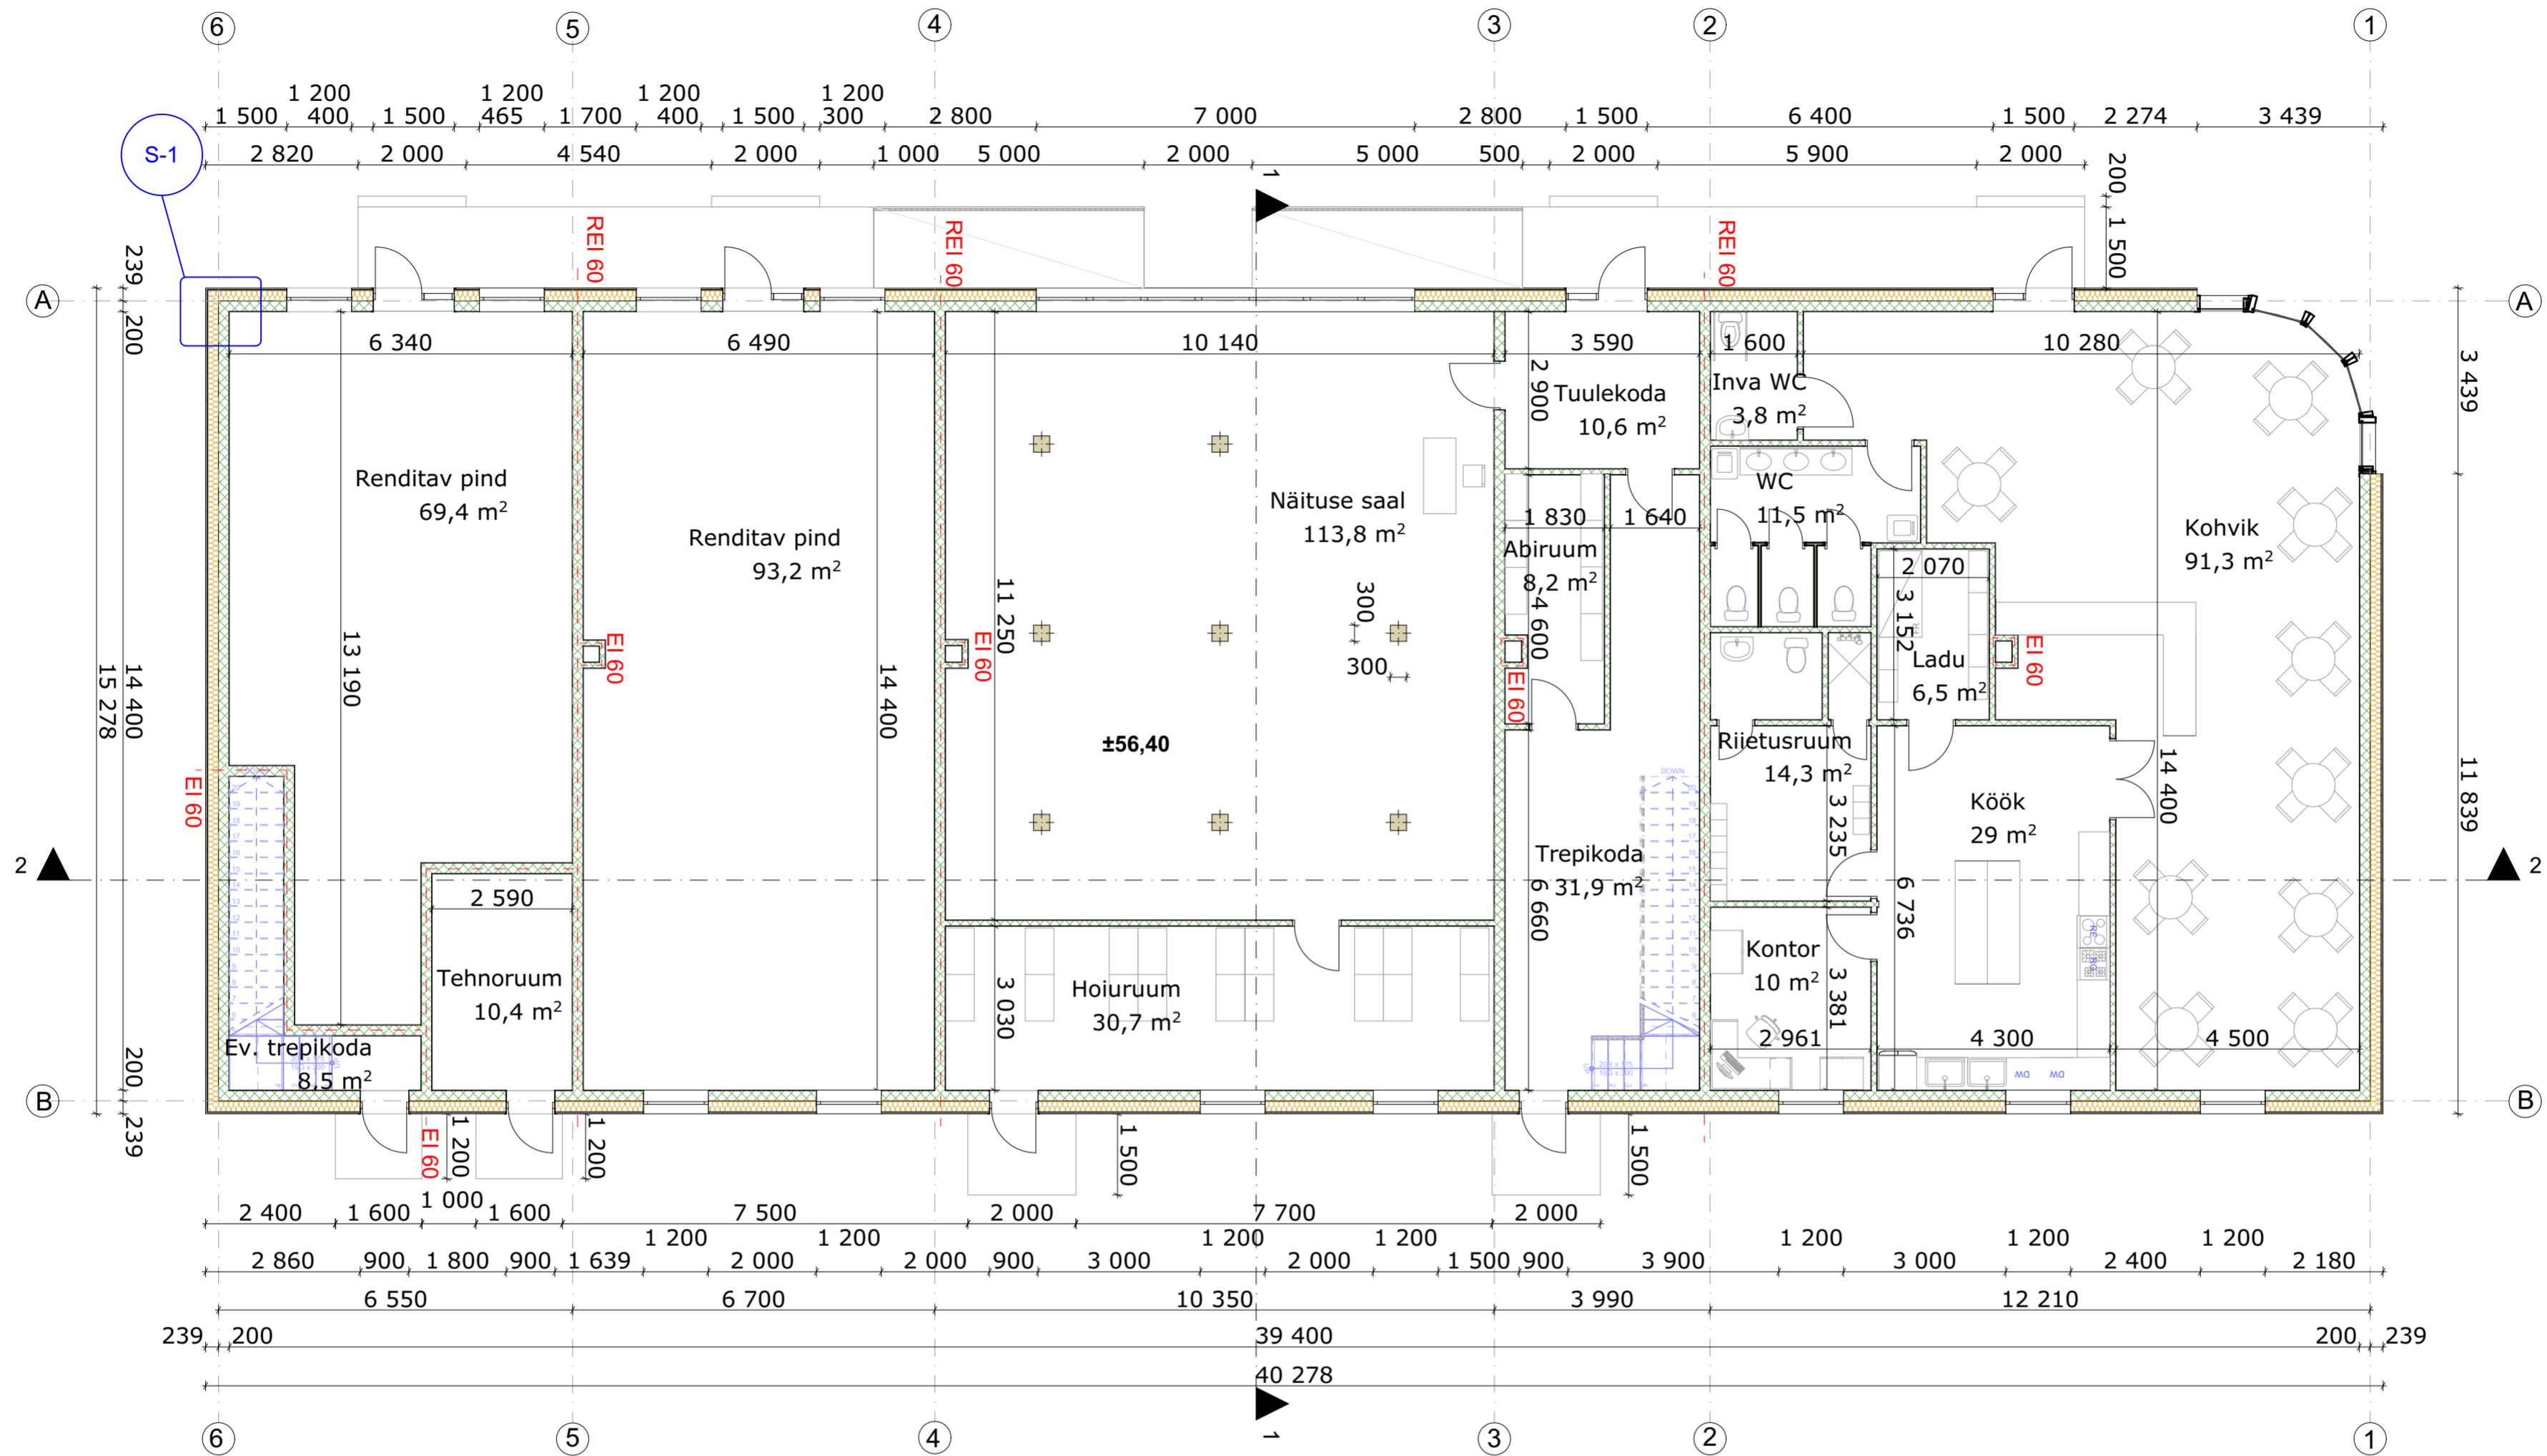 6 5 4 3 2 1
1 200 1 200 1 200 1 200
1 500 400 1 500 465 1 700 400 1 500 300 2 800 7 000 2 800 1 500 6 400 1 500 2 274 3 439
S-1
2 820 2 000 4 540 2 000 1 000 5 000 2 000 5 000 500 2 000 5 900 2 000
200
1 500
1
REI 60
REI 60
REI 60
239
A A
200
6 340 6 490 10 140 3 590 1 600 10 280
3 439
2 900
Tuulekoda
10,6 m²
Inva WC
3,8 m²
Renditav pind
69,4 m²
Renditav pind
93,2 m²
Näituse saal
113,8 m²
WC
11,5 m²
1 830 1 640
Abiruum
8,2 m²
4 600
Kohvik
91,3 m²
2 070
3 152
Ladu
6,5 m²
300
300
11 250
13 190
14 400
14 400
15 278
EI 60
EI 60
EI 60
EI 60
EI 60
±56,40
Riietusruum
14,3 m²
3 235
DOWN
Köök
29 m²
14 400
11 839
Trepikoda
31,9 m²
6 660
6 736
2 2
2 590
Tehnoruum
10,4 m²
Hoiuruum
30,7 m²
3 030
Kontor
10 m²
3 381
RE
RG
2 961 4 300 4 500
DW DW
Ev. trepikoda
8,5 m²
200
B B
239
EI 60
1 200
1 200
1 500
1 500
1 000
2 400 1 600 1 600 7 500 2 000 7 700 2 000
1 200 1 200 1 200 1 200 1 200 1 200 1 200
2 860 900 1 800 900 1 639 2 000 2 000 900 3 000 2 000 1 500 900 3 900 3 000 2 400 2 180
6 550 6 700 10 350 3 990 12 210
239 200 39 400 200 239
40 278
1
6 5 4 3 2 1